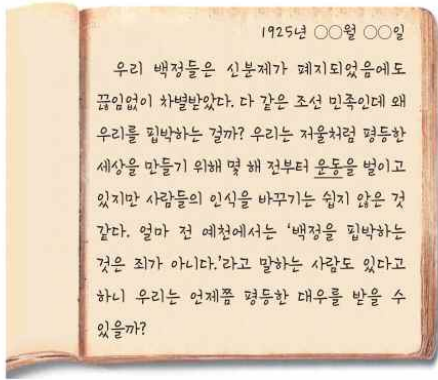 1925년 ○○월 ○○일
우리 백정들은 신분제가 폐지되었음에도
끊임없이 차별받았다. 다 같은 조선 민족인데 왜
우리를 핍박하는 걸까? 우리는 저울처럼 평등한
세상을 만들기 위해 몇 해 전부터 운동을 벌이고
있지만 사람들의 인식을 바꾸기는 쉽지 않은 것
같다. 얼마 전 예천에서는 ‘백정을 핍박하는
것은 죄가 아니다.’라고 말하는 사람도 있다고
하니 우리는 언제쯤 평등한 대우를 받을 수
있을까?